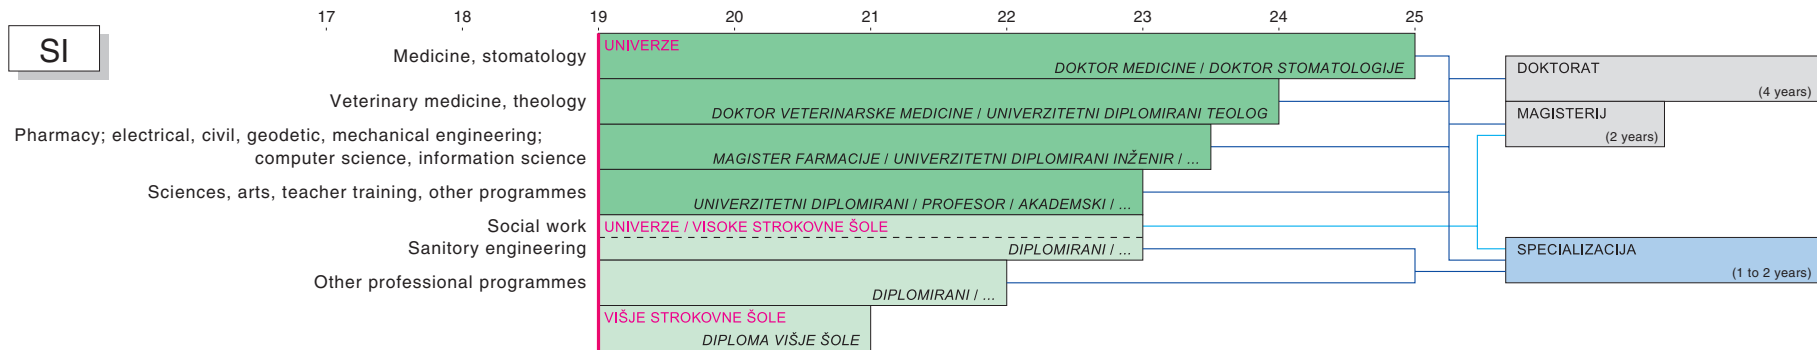 17 18 19 20 21 22 23 24 25
SI
Medicine, stomatology
UNIVERZE
DOKTOR MEDICINE / DOKTOR STOMATOLOGIJE
DOKTORAT
(4 years)
Veterinary medicine, theology
DOKTOR VETERINARSKE MEDICINE / UNIVERZITETNI DIPLOMIRANI TEOLOG
MAGISTERIJ
(2 years)
Pharmacy; electrical, civil, geodetic, mechanical engineering;
computer science, information science
MAGISTER FARMACIJE / UNIVERZITETNI DIPLOMIRANI INŽENIR / ...
Sciences, arts, teacher training, other programmes
UNIVERZITETNI DIPLOMIRANI / PROFESOR / AKADEMSKI / ...
Social work
UNIVERZE / VISOKE STROKOVNE ŠOLE
Sanitory engineering
DIPLOMIRANI / ...
SPECIALIZACIJA
(1 to 2 years)
Other professional programmes
DIPLOMIRANI / ...
VIŠJE STROKOVNE ŠOLE
DIPLOMA VIŠJE ŠOLE